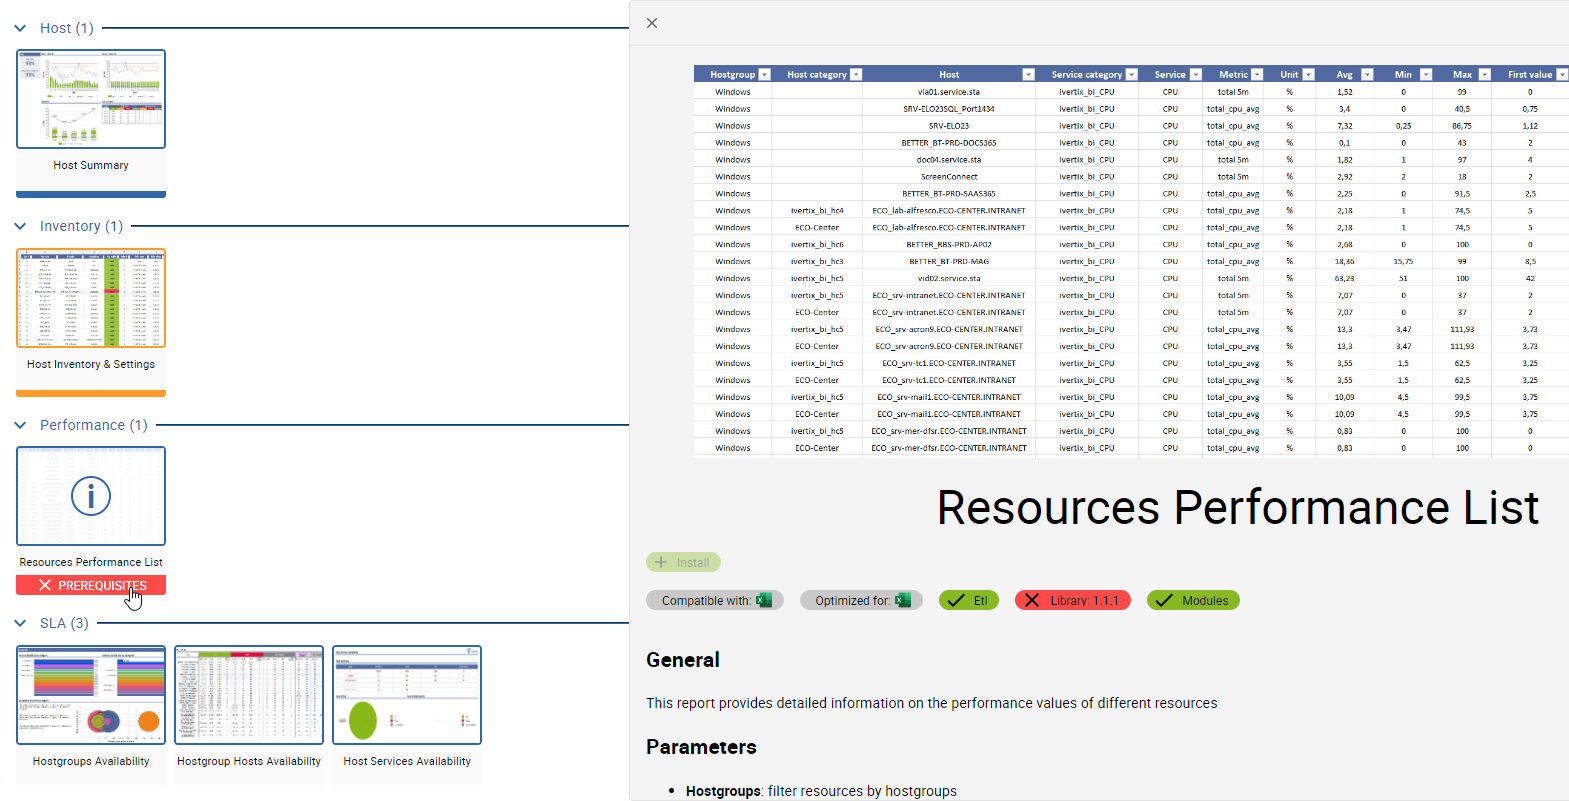 Host (1)
Host Summary
Inventory (1)
Host Inventory & Settings
Performance (1)
i
Resources Performance List
PREREQUISITES
SLA (3)
Hostgroups Availability
Hostgroup Hosts Availability
Host Services Availability
Hostgroup Host category Host Service category Service Metric Unit Avg Min Max First value
Windows via01.service.sta ivertix_bi_CPU CPU total 5m % 1,52 0 99 0
Windows SRV-ELO23SQL_Port1434 ivertix_bi_CPU CPU total_cpu_avg % 3,4 0 40,5 0,75
Windows SRV-ELO23 ivertix_bi_CPU CPU total_cpu_avg % 7,32 0,25 86,75 1,12
Windows BETTER_BT-PRD-DOCS365 ivertix_bi_CPU CPU total_cpu_avg % 0,1 0 43 2
Windows doc04.service.sta ivertix_bi_CPU CPU total 5m % 1,82 1 97 4
Windows ScreenConnect ivertix_bi_CPU CPU total 5m % 2,92 2 18 2
Windows BETTER_BT-PRD-SAAS365 ivertix_bi_CPU CPU total_cpu_avg % 2,25 0 91,5 2,5
Windows ivertix_bi_hc4 ECO_lab-alfresco.ECO-CENTER.INTRANET ivertix_bi_CPU CPU total_cpu_avg % 2,18 1 74,5 5
Windows ECO-Center ECO_lab-alfresco.ECO-CENTER.INTRANET ivertix_bi_CPU CPU total_cpu_avg % 2,18 1 74,5 5
Windows ivertix_bi_hc6 BETTER_RBS-PRD-AP02 ivertix_bi_CPU CPU total_cpu_avg % 2,68 0 100 0
Windows ivertix_bi_hc3 BETTER_BT-PRD-MAG ivertix_bi_CPU CPU total_cpu_avg % 18,36 15,75 99 8,5
Windows ivertix_bi_hc5 vid02.service.sta ivertix_bi_CPU CPU total 5m % 63,23 51 100 42
Windows ivertix_bi_hc5 ECO_srv-intranet.ECO-CENTER.INTRANET ivertix_bi_CPU CPU total 5m % 7,07 0 37 2
Windows ECO-Center ECO_srv-intranet.ECO-CENTER.INTRANET ivertix_bi_CPU CPU total 5m % 7,07 0 37 2
Windows ivertix_bi_hc5 ECO_srv-acron9.ECO-CENTER.INTRANET ivertix_bi_CPU CPU total_cpu_avg % 13,3 3,47 111,93 3,73
Windows ECO-Center ECO_srv-acron9.ECO-CENTER.INTRANET ivertix_bi_CPU CPU total_cpu_avg % 13,3 3,47 111,93 3,73
Windows ivertix_bi_hc5 ECO_srv-tc1.ECO-CENTER.INTRANET ivertix_bi_CPU CPU total_cpu_avg % 3,55 1,5 62,5 3,25
Windows ECO-Center ECO_srv-tc1.ECO-CENTER.INTRANET ivertix_bi_CPU CPU total_cpu_avg % 3,55 1,5 62,5 3,25
Windows ivertix_bi_hc5 ECO_srv-mail1.ECO-CENTER.INTRANET ivertix_bi_CPU CPU total_cpu_avg % 10,09 4,5 99,5 3,75
Windows ECO-Center ECO_srv-mail1.ECO-CENTER.INTRANET ivertix_bi_CPU CPU total_cpu_avg % 10,09 4,5 99,5 3,75
Windows ivertix_bi_hc5 ECO_srv-mer-dfsr.ECO-CENTER.INTRANET ivertix_bi_CPU CPU total_cpu_avg % 0,83 0 100 0
Windows ECO-Center ECO_srv-mer-dfsr.ECO-CENTER.INTRANET ivertix_bi_CPU CPU total_cpu_avg % 0,83 0 100 0
Resources Performance List
Install
Compatible with: Optimized for: Etl Library: 1.1.1 Modules
General
This report provides detailed information on the performance values of different resources
Parameters
• Hostgroups: filter resources by hostgroups